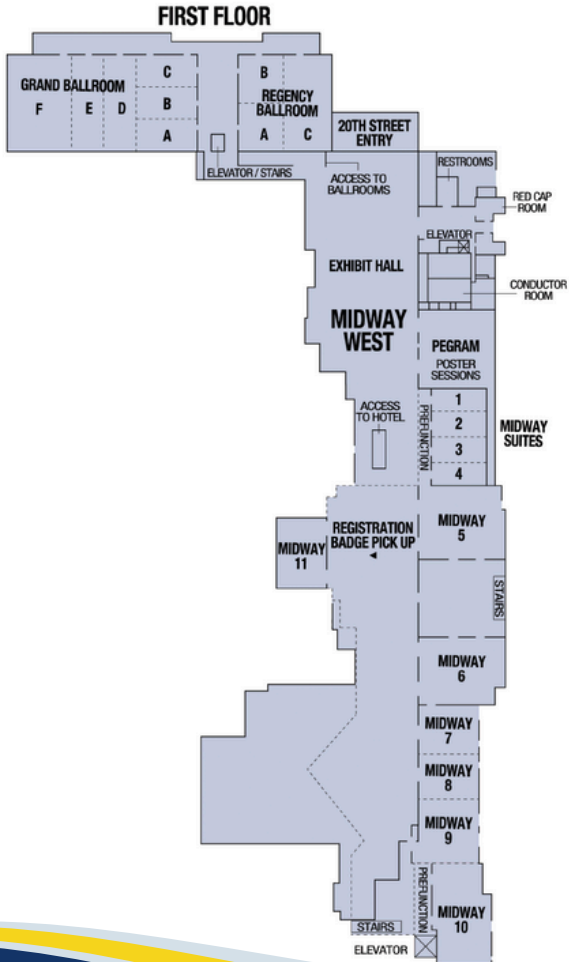 FIRST FLOOR
GRAND BALLROOM
F
E
D
C
B
A
B
REGENCY
BALLROOM
A
C
20TH STREET
ENTRY
ELEVATOR / STAIRS
ACCESS TO
BALLROOMS
RESTROOMS
RED CAP
ROOM
ELEVATOR
CONDUCTOR
ROOM
EXHIBIT HALL
MIDWAY
WEST
PEGRAM
POSTER
SESSIONS
ACCESS
TO HOTEL
PREFUNCTION
1
2
3
4
MIDWAY
SUITES
MIDWAY
5
REGISTRATION
BADGE PICK UP
MIDWAY
11
STAIRS
MIDWAY
6
MIDWAY
7
MIDWAY
8
MIDWAY
9
PREFUNCTION
MIDWAY
10
STAIRS
ELEVATOR